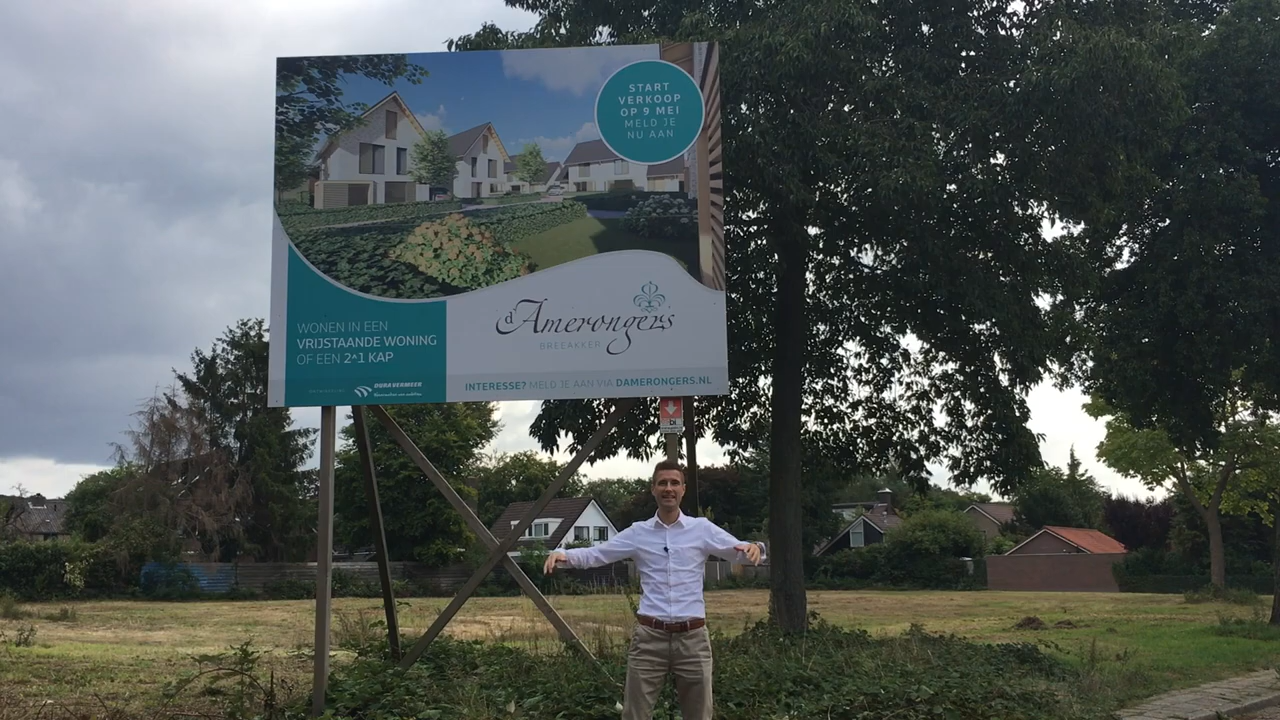 START
VERKOOP
OP 9 MEI
MELD JE
NU AAN
d'Amerongers
BREEAKKER
WONEN IN EEN
VRIJSTAANDE WONING
OF EEN 2^1 KAP
DURA VERMEER
INTERESSE? MELD JE AAN VIA DAMERONGERS.NL